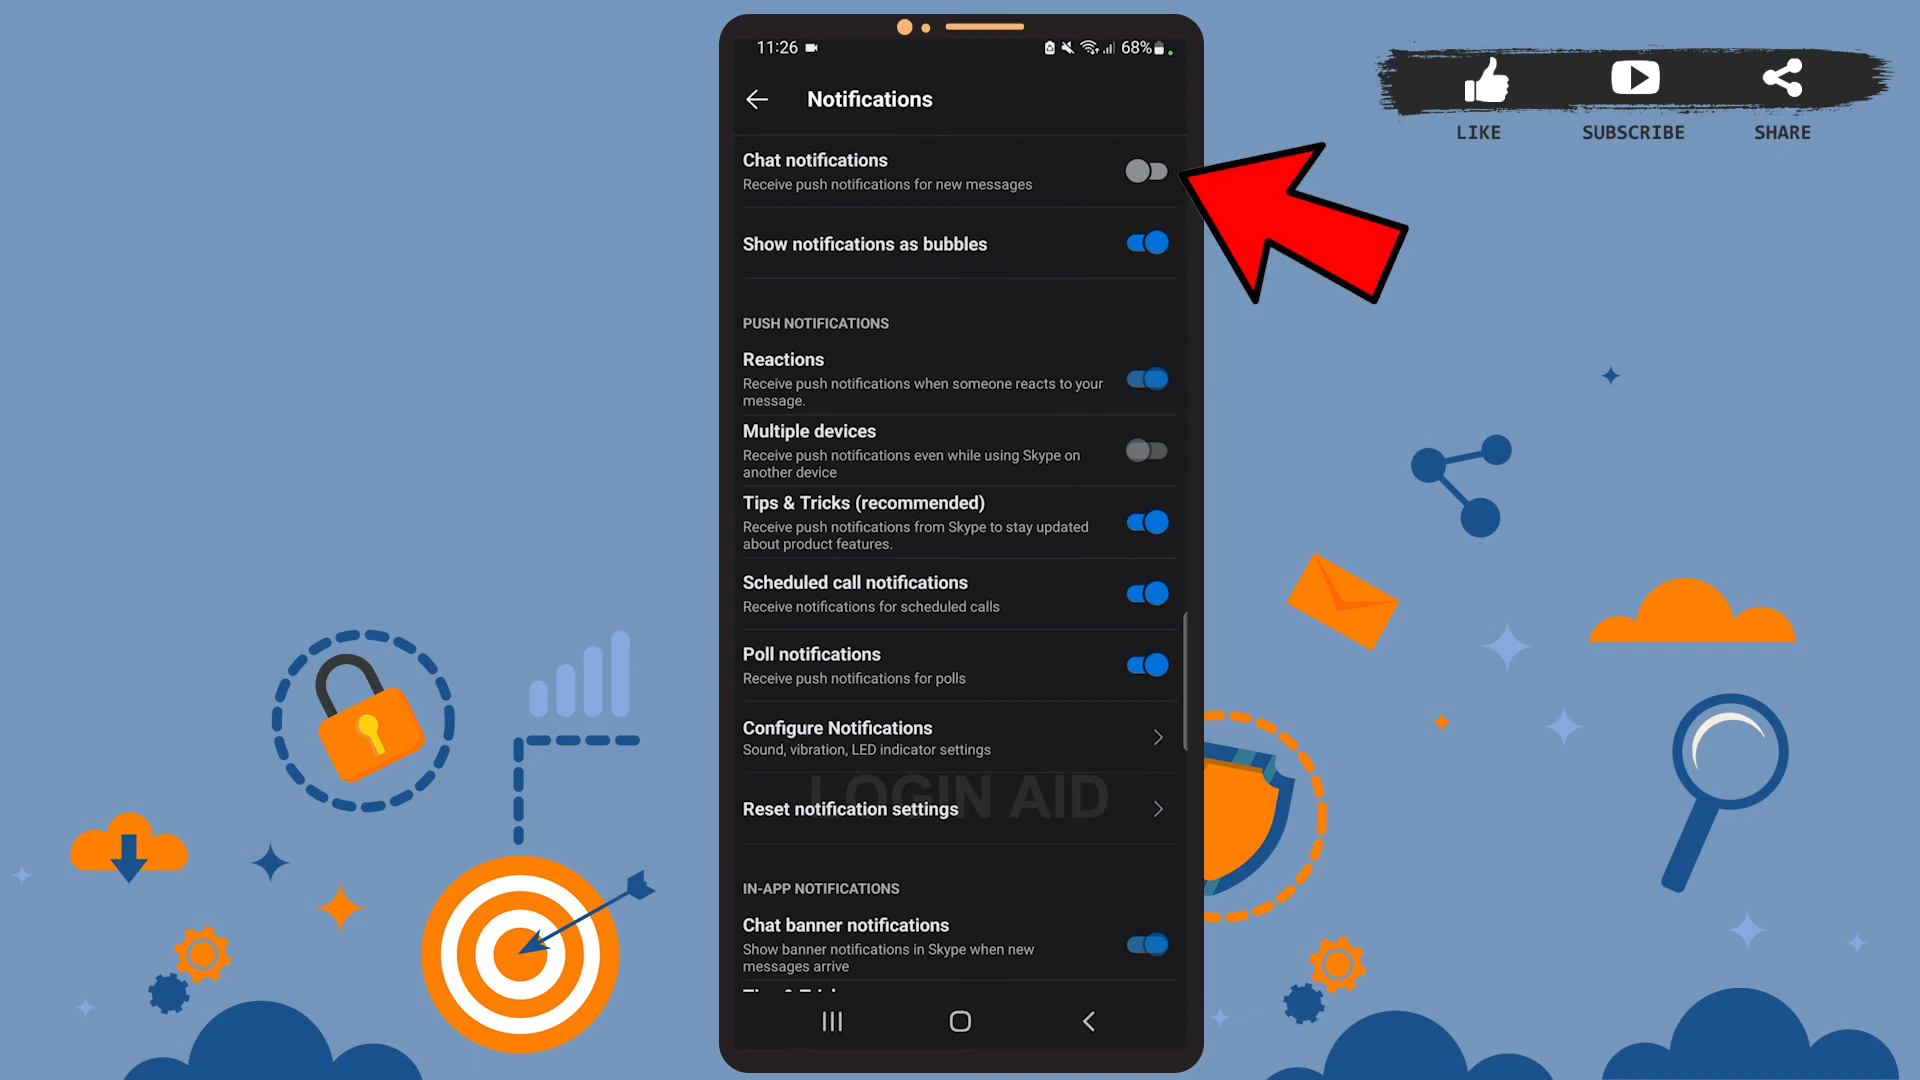 11:26
68%
LIKE
SUBSCRIBE
SHARE
Notifications
Chat notifications
Receive push notifications for new messages
Show notifications as bubbles
PUSH NOTIFICATIONS
Reactions
Receive push notifications when someone reacts to your
message.
Multiple devices
Receive push notifications even while using Skype on
another device
Tips & Tricks (recommended)
Receive push notifications from Skype to stay updated
about product features.
Scheduled call notifications
Receive notifications for scheduled calls
Poll notifications
Receive push notifications for polls
Configure Notifications
Sound, vibration, LED indicator settings
LOGIN AID
Reset notification settings
IN-APP NOTIFICATIONS
Chat banner notifications
Show banner notifications in Skype when new
messages arrive